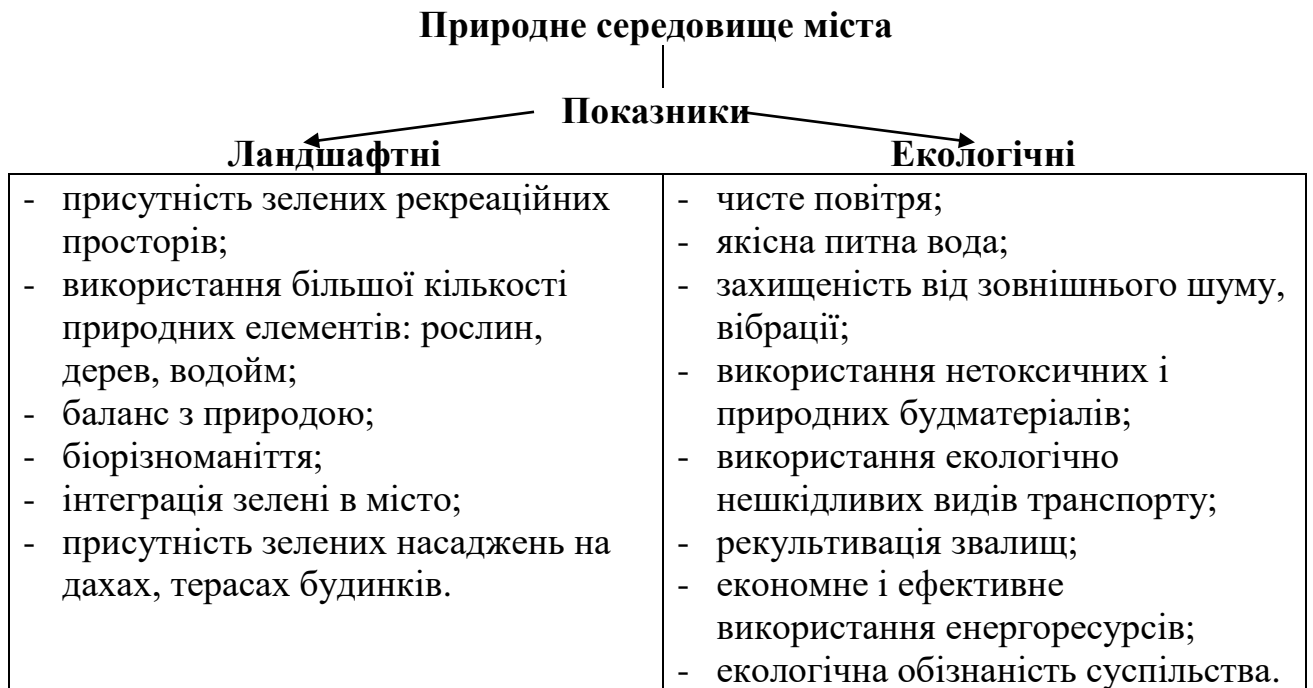 Природне середовище міста
Показники
Ландшафтні
- присутність зелених рекреаційних
просторів;
- використання більшої кількості
природних елементів: рослин,
дерев, водойм;
- баланс з природою;
- біорізноманіття;
- інтеграція зелені в місто;
- присутність зелених насаджень на
дахах, терасах будинків.
Екологічні
- чисте повітря;
- якісна питна вода;
- захищеність від зовнішнього шуму,
вібрації;
- використання нетоксичних і
природних будматеріалів;
- використання екологічно
нешкідливих видів транспорту;
- рекультивація звалищ;
- економне і ефективне
використання енергоресурсів;
- екологічна обізнаність суспільства.